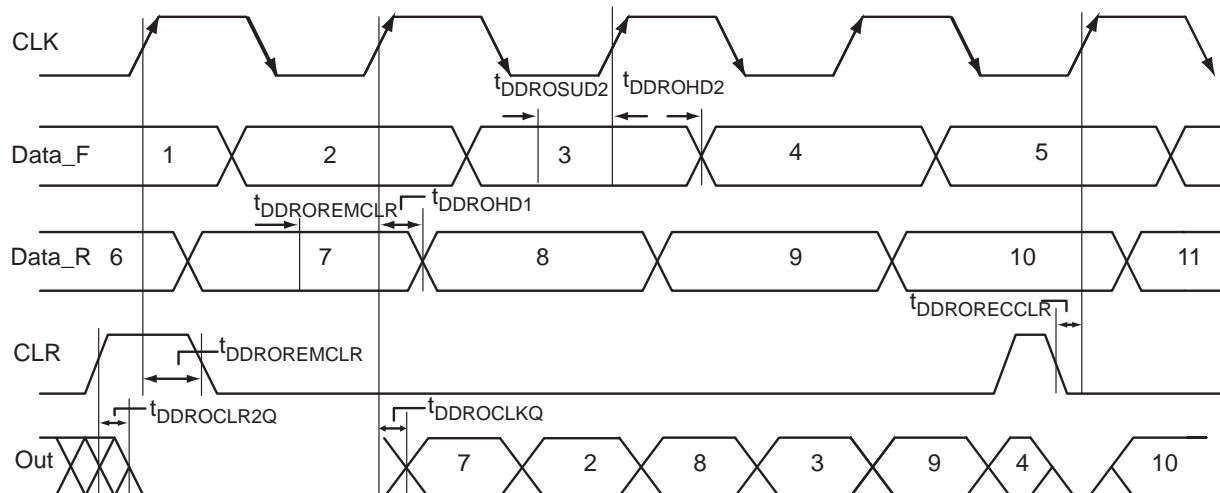 CLK
tDDROSUD2 tDDROHD2
Data_F 1 2 3 4 5
tDDROREMCLR tDDROHD1
Data_R 6 7 8 9 10 11
tDDRORECCLR
CLR tDDROREMCLR
tDDROCLR2Q tDDROCLKQ
Out 7 2 8 3 9 4 10